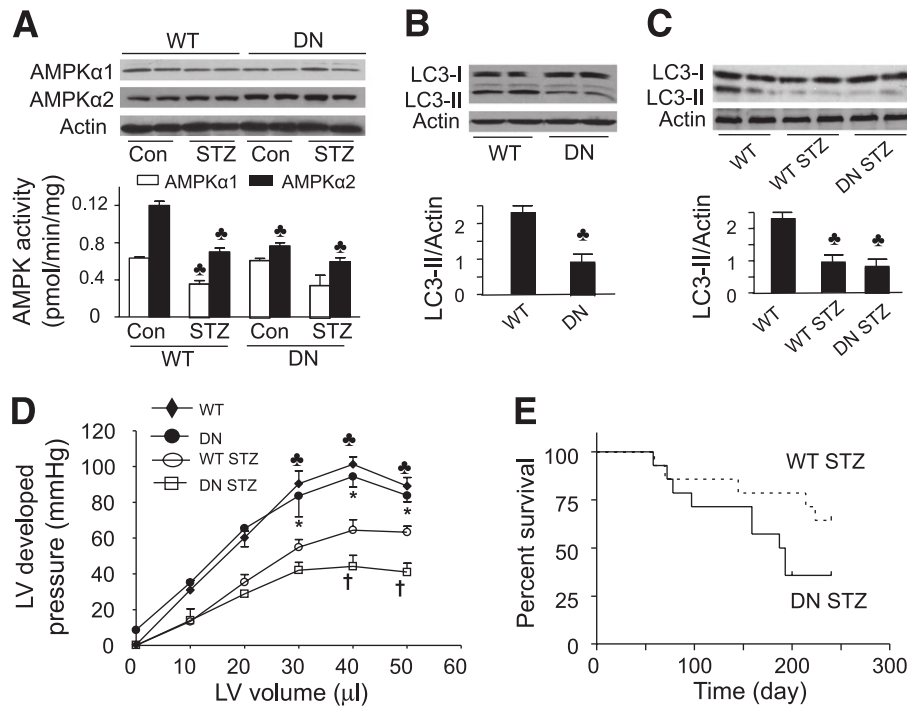 A
WT DN
AMPKα1
AMPKα2
Actin
Con STZ Con STZ
AMPKα1 AMPKα2
AMPK activity
(pmol/min/mg)
0.12
0.6
0.4
0
♣ ♣ ♣ ♣
Con STZ Con STZ
WT DN
B
LC3-I
LC3-II
Actin
WT DN
LC3-II/Actin
2
1
0
♣
WT DN
C
LC3-I
LC3-II
Actin
WT WT STZ DN STZ
LC3-II/Actin
2
1
0
♣ ♣
WT WT STZ DN STZ
D
WT
DN
WT STZ
DN STZ
LV developed
pressure (mmHg)
120
100
80
60
40
20
0
♣ ♣ ♣
* * *
† †
0 10 20 30 40 50 60
LV volume (μl)
E
Percent survival
100
75
50
25
0
WT STZ
DN STZ
0 100 200 300
Time (day)